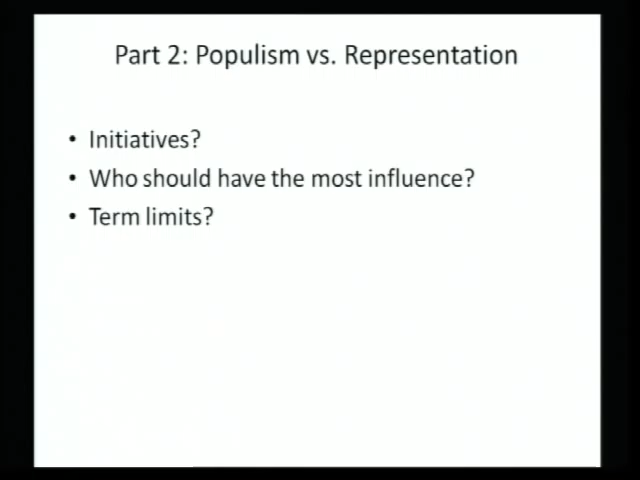 Part 2: Populism vs. Representation
• Initiatives?
• Who should have the most influence?
• Term limits?